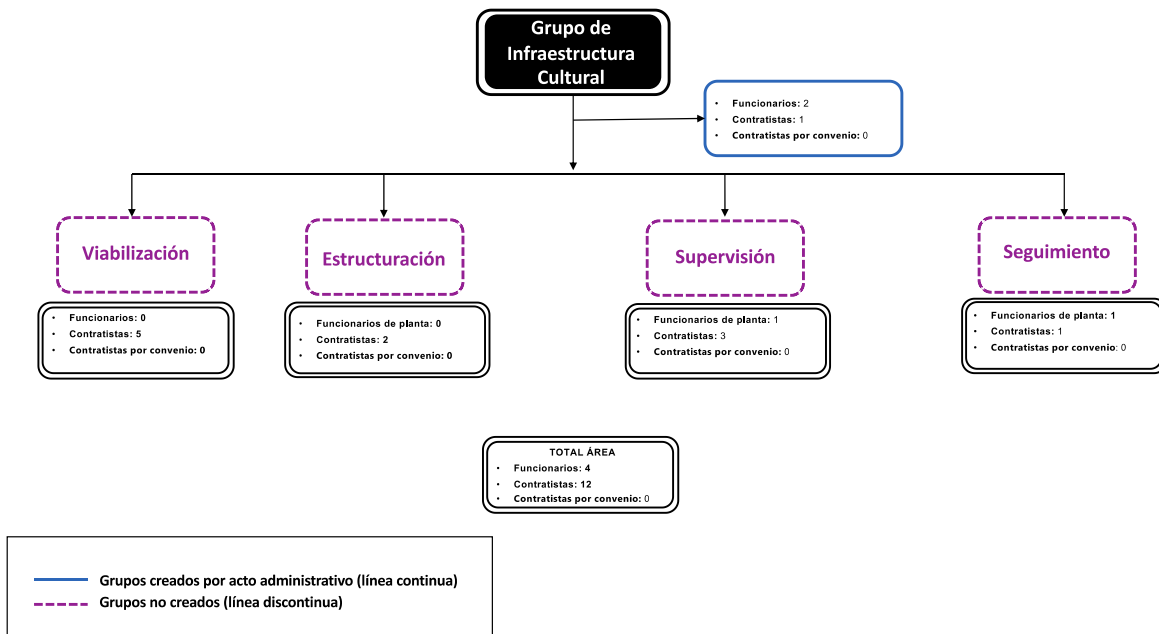 Grupo de
Infraestructura
Cultural
• Funcionarios: 2
• Contratistas: 1
• Contratistas por convenio: 0
Viabilización
Estructuración
Supervisión
Seguimiento
• Funcionarios: 0
• Contratistas: 5
• Contratistas por convenio: 0
• Funcionarios de planta: 0
• Contratistas: 2
• Contratistas por convenio: 0
• Funcionarios de planta: 1
• Contratistas: 3
• Contratistas por convenio: 0
• Funcionarios de planta: 1
• Contratistas: 1
• Contratistas por convenio: 0
TOTAL ÁREA
• Funcionarios: 4
• Contratistas: 12
• Contratistas por convenio: 0
Grupos creados por acto administrativo (línea continua)
Grupos no creados (línea discontinua)